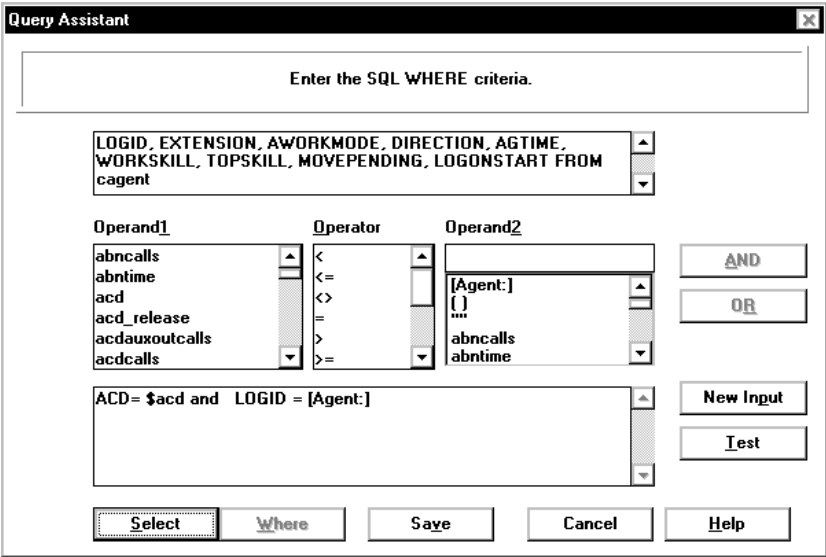 Query Assistant
Enter the SQL WHERE criteria.
LOGID, EXTENSION, AWORKMODE, DIRECTION, AGTIME,
WORKSKILL, TOPSKILL, MOVEPENDING, LOGONSTART FROM
cagent
Operand1
abncalls
abntime
acd
acd_release
acdauxoutcalls
acdcalls
Operator
<
<=
<>
=
>
>=
Operand2
[Agent:]
()
""
abncalls
abntime
AND
OR
ACD= $acd and   LOGID = [Agent:]
New Input
Test
Select
Where
Save
Cancel
Help